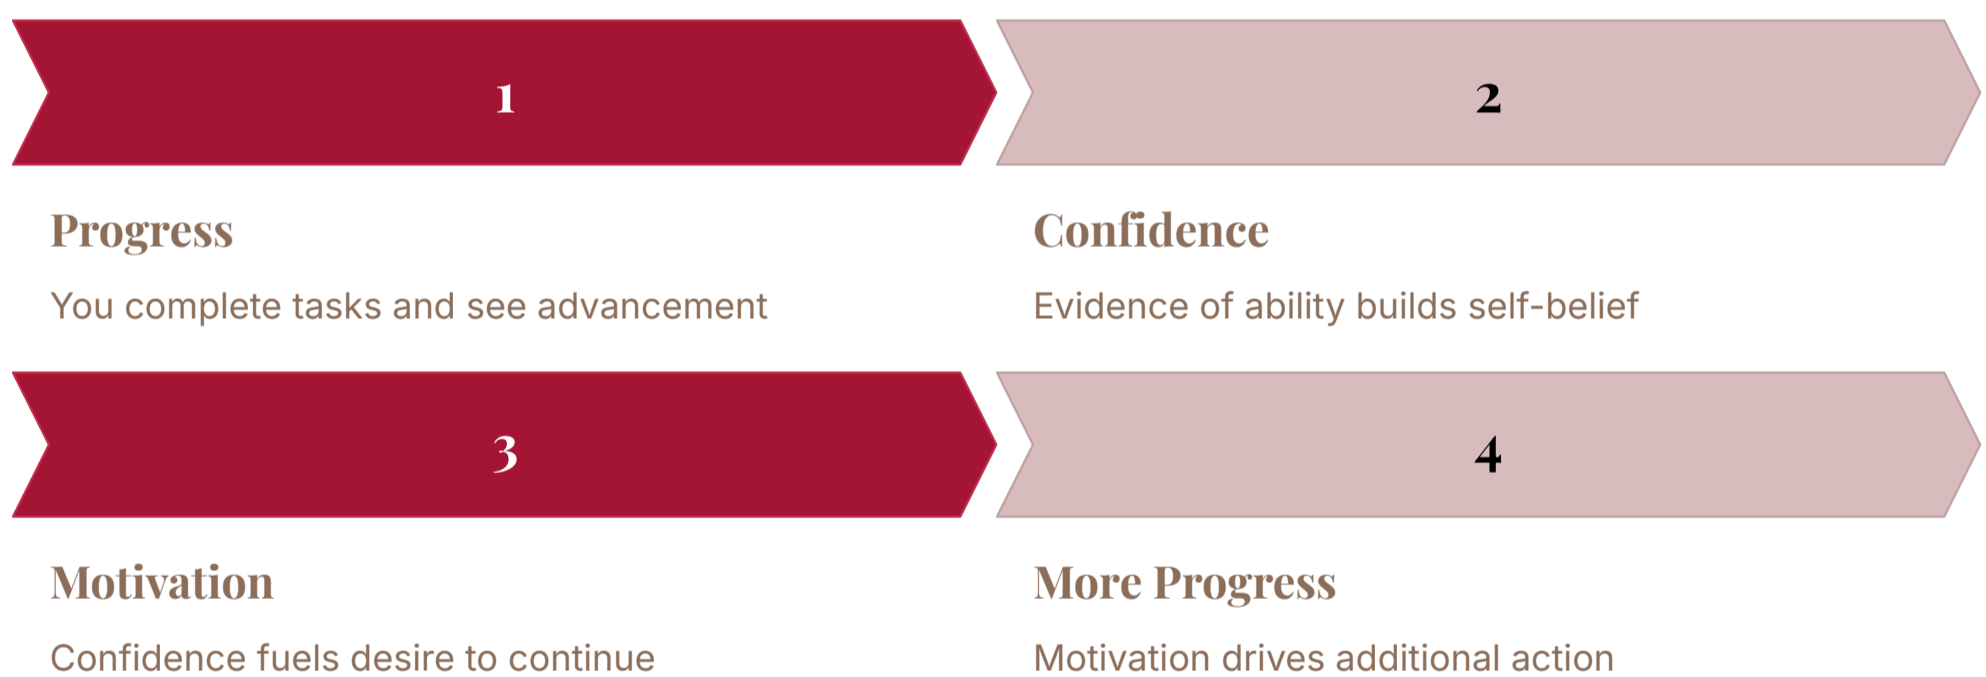 1
2
Progress
You complete tasks and see advancement
Confidence
Evidence of ability builds self-belief
3
4
Motivation
Confidence fuels desire to continue
More Progress
Motivation drives additional action